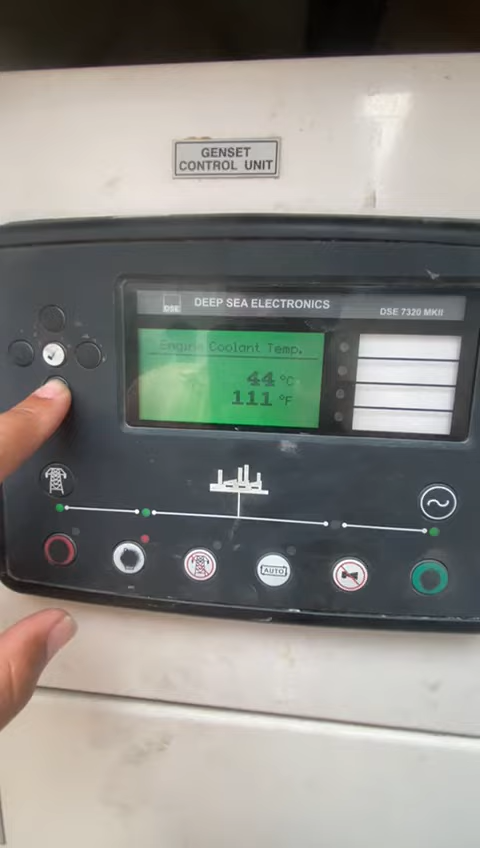 GENSET
CONTROL UNIT
DSE
DEEP SEA ELECTRONICS
DSE 7320 MKII
Engine Coolant Temp.
44 °C
111 °F
AUTO